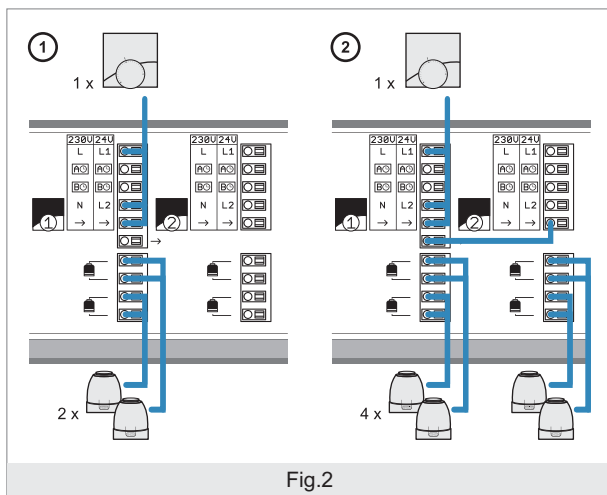 1
1 x
230V 24V
L L1
A B
B
N L2
→ →
1
230V 24V
L L1
A
B
N L2
→ →
2
→
2 x
2
1 x
230V 24V
L L1
A A
B B
N L2
→ →
1
230V 24V
L L1
A A
B B
N L2
→ →
2
→
4 x
Fig.2